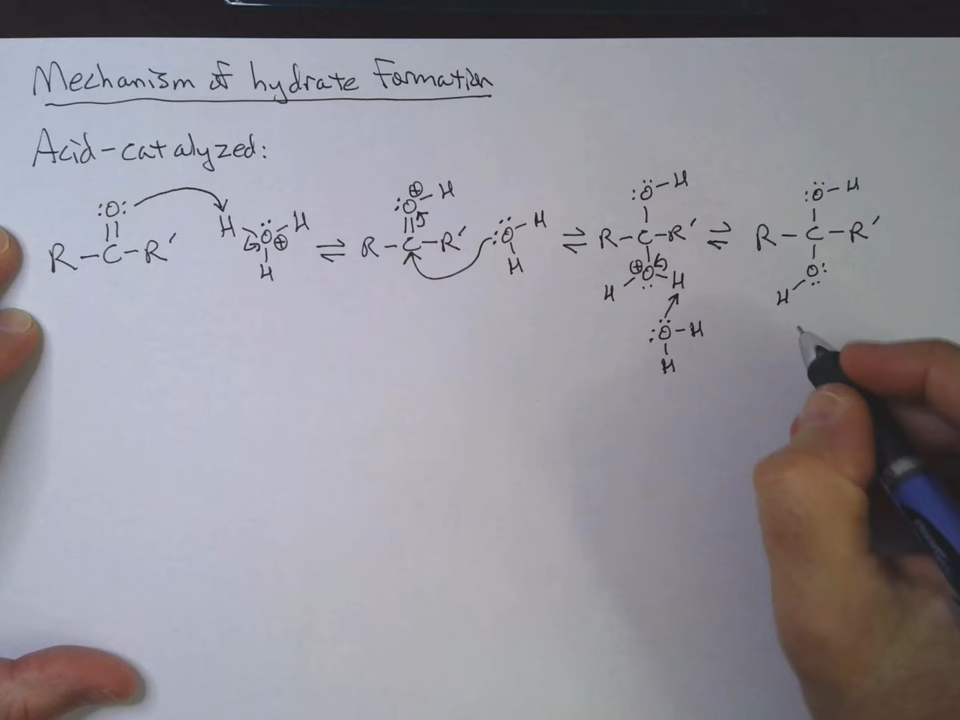 Mechanism of hydrate Formation
Acid-catalyzed:
:O: H O H ⊕ H
R-C-R' ⇌
⊕ :O-H
R-C-R' :O-H H ⇌
:O-H
R-C-R' ⇌
⊕ O H H
:O-H
H
:O-H
R-C-R'
O:
H